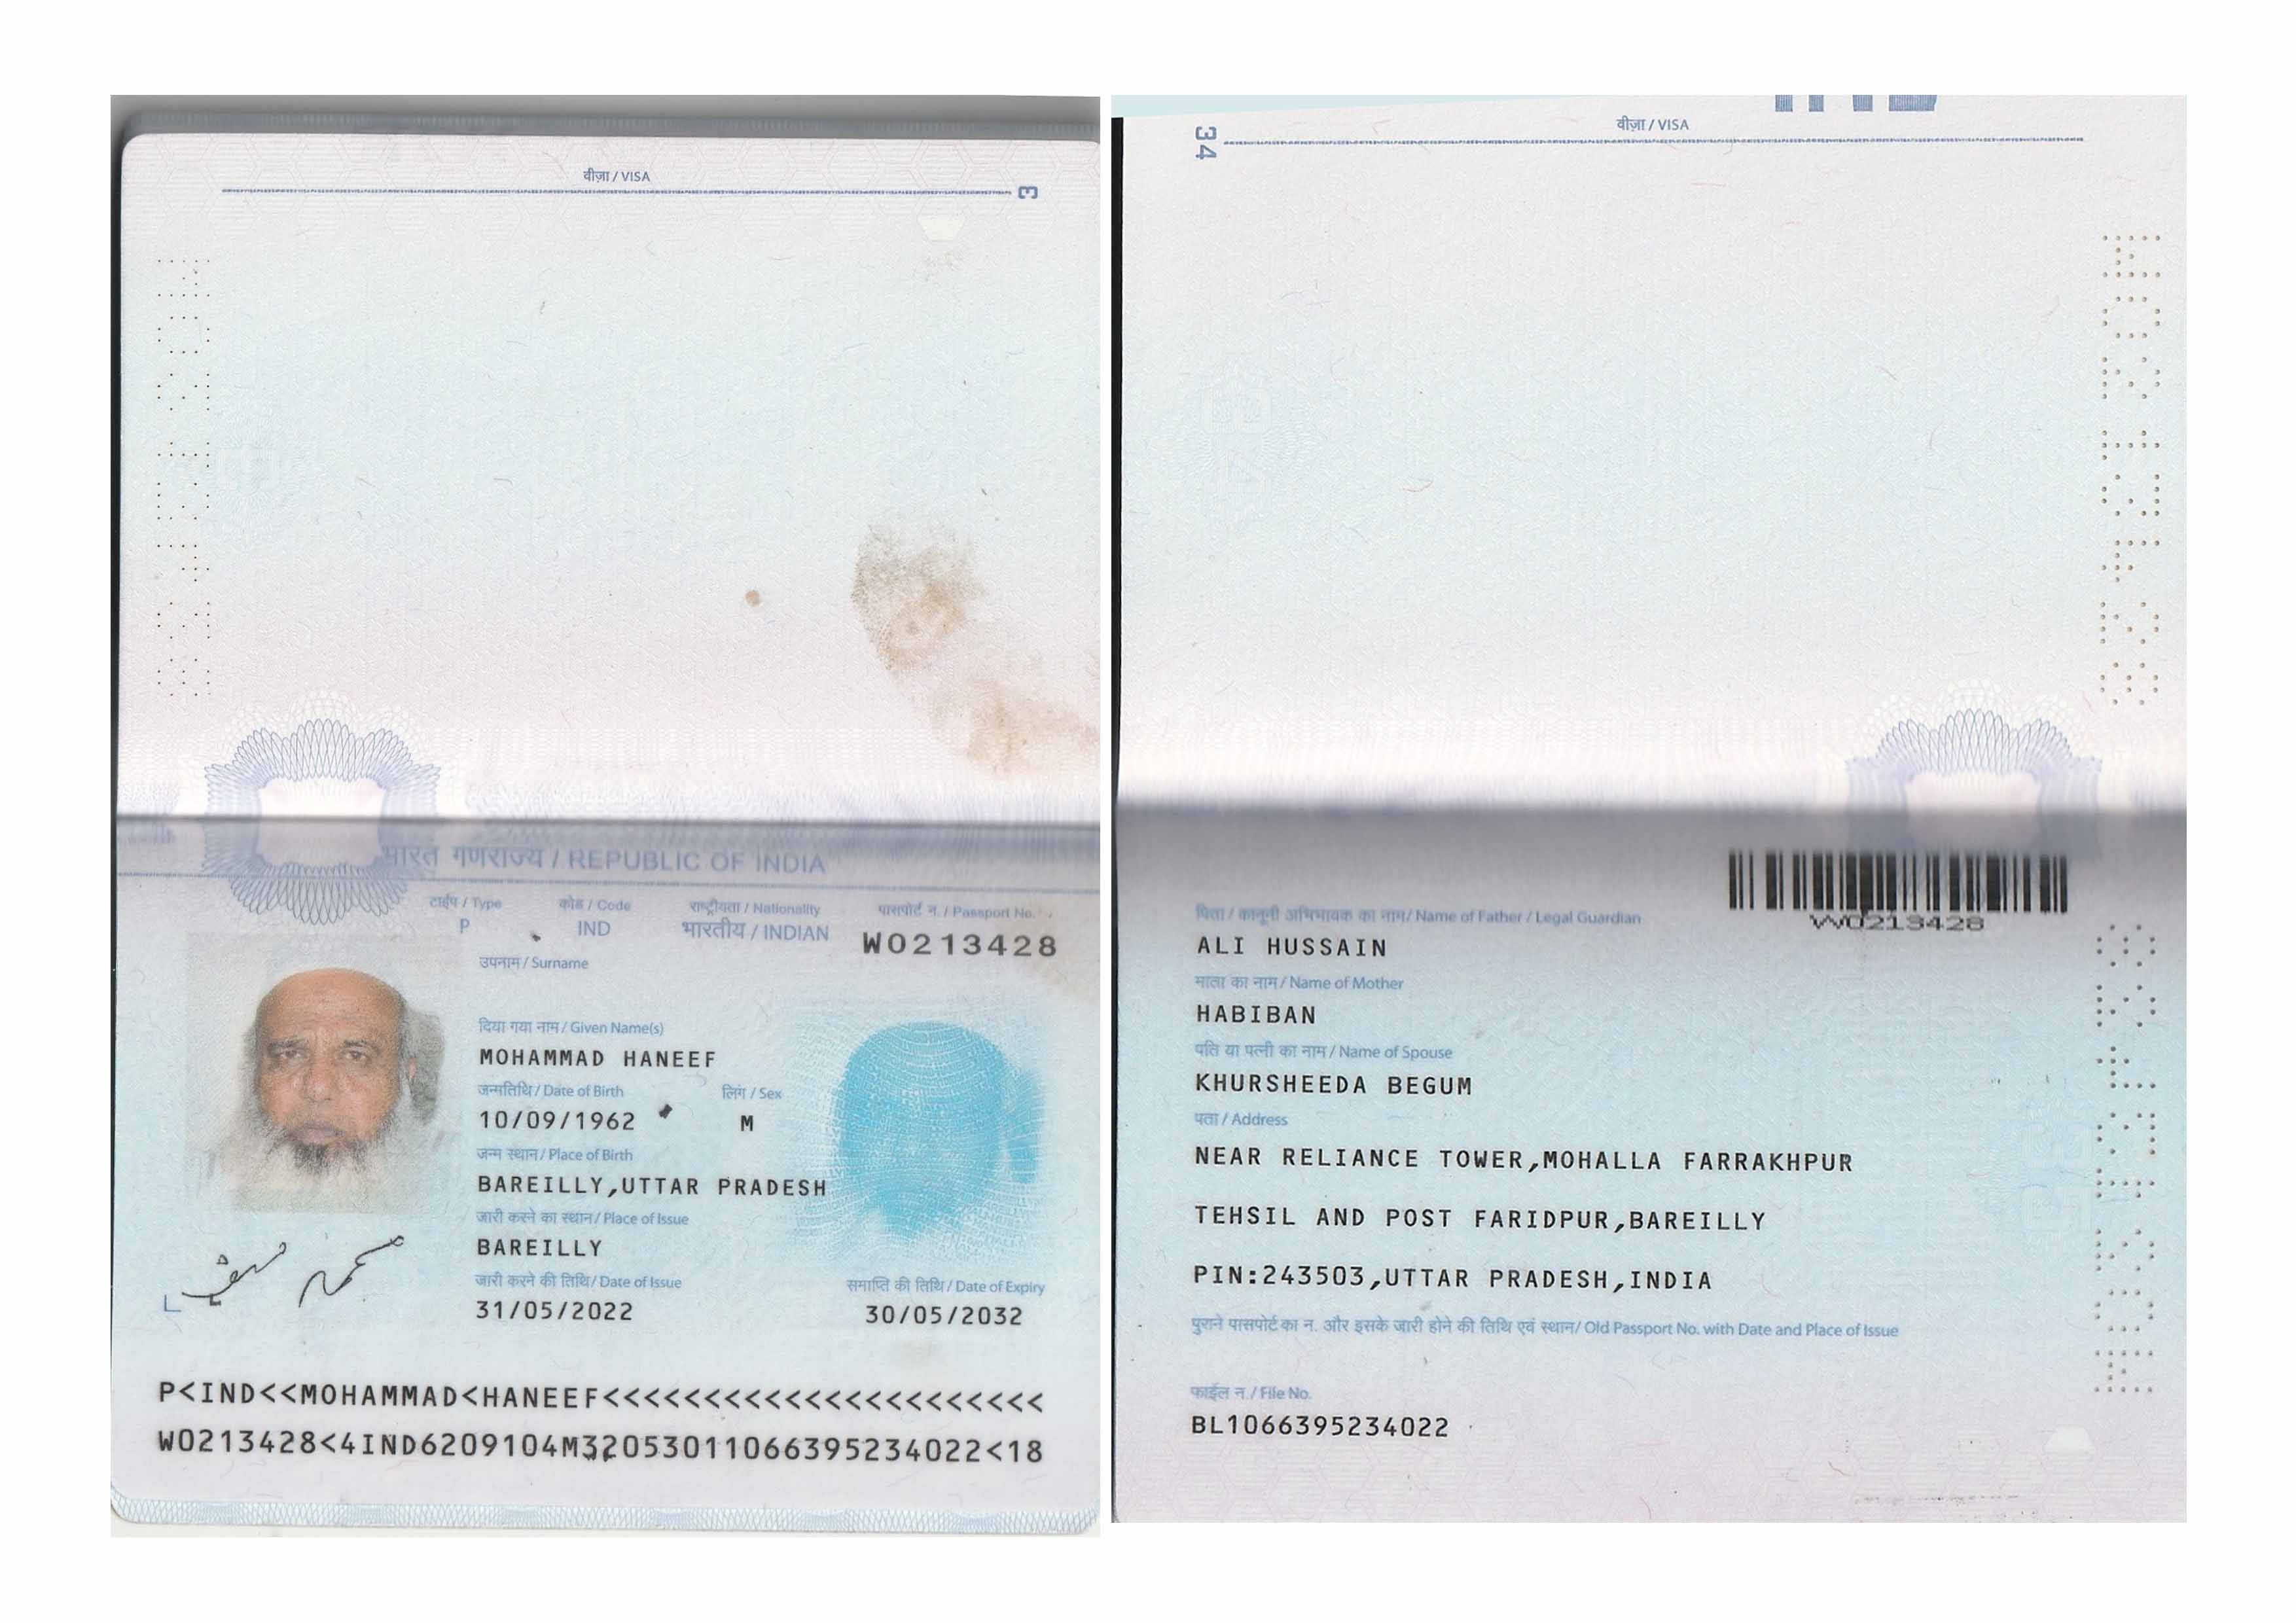 वीज़ा / VISA
3
भारत गणराज्य / REPUBLIC OF INDIA
टाईप / Type
कोड / Code
राष्ट्रीयता / Nationality
पासपोर्ट न. / Passport No.
P
IND
भारतीय / INDIAN
W0213428
उपनाम / Surname
दिया गया नाम / Given Name(s)
MOHAMMAD HANEEF
जन्मतिथि / Date of Birth
लिंग / Sex
10/09/1962
M
जन्म स्थान / Place of Birth
BAREILLY,UTTAR PRADESH
जारी करने का स्थान / Place of Issue
BAREILLY
जारी करने की तिथि / Date of Issue
समाप्ति की तिथि / Date of Expiry
31/05/2022
30/05/2032
P<IND<<MOHAMMAD<HANEEF<<<<<<<<<<<<<<<<<<<<<<
W0213428<4IND6209104M32053011066395234022<18
34
वीज़ा / VISA
W0213428
पिता / कानूनी अभिभावक का नाम / Name of Father / Legal Guardian
ALI HUSSAIN
माता का नाम / Name of Mother
HABIBAN
पति या पत्नी का नाम / Name of Spouse
KHURSHEEDA BEGUM
पता / Address
NEAR RELIANCE TOWER,MOHALLA FARRAKHPUR
TEHSIL AND POST FARIDPUR,BAREILLY
PIN:243503,UTTAR PRADESH,INDIA
पुराने पासपोर्ट का न. और इसके जारी होने की तिथि एवं स्थान / Old Passport No. with Date and Place of Issue
फाईल न. / File No.
BL1066395234022